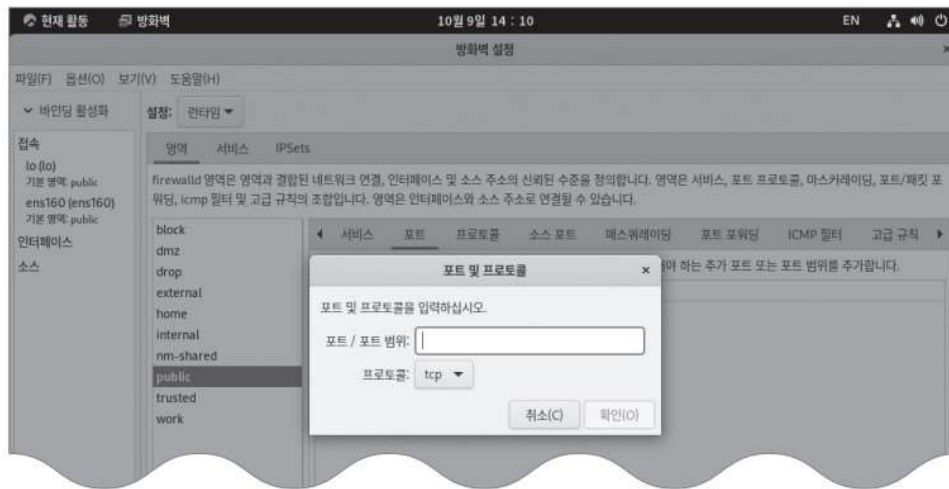 현재 활동
방화벽
10월 9일 14 : 10
EN
방화벽 설정
×
파일(F) 옵션(O) 보기(V) 도움말(H)
바인딩 활성화
설정: 런타임
접속
lo (lo)
기본 영역: public
ens160 (ens160)
기본 영역: public
인터페이스
소스
영역 서비스 IPSets
firewalld 영역은 영역과 결합된 네트워크 연결, 인터페이스 및 소스 주소의 신뢰된 수준을 정의합니다. 영역은 서비스, 포트 프로토콜, 마스커레이딩, 포트/패킷 포
워딩, icmp 필터 및 고급 규칙의 조합입니다. 영역은 인터페이스와 소스 주소로 연결될 수 있습니다.
block
dmz
drop
external
home
internal
nm-shared
public
trusted
work
서비스 포트 프로토콜 소스 포트 매스쿼레이딩 포트 포워딩 ICMP 필터 고급 규칙
하는 추가 포트 또는 포트 범위를 추가합니다.
포트 및 프로토콜
×
포트 및 프로토콜을 입력하십시오.
포트 / 포트 범위:
프로토콜: tcp
취소(C) 확인(O)